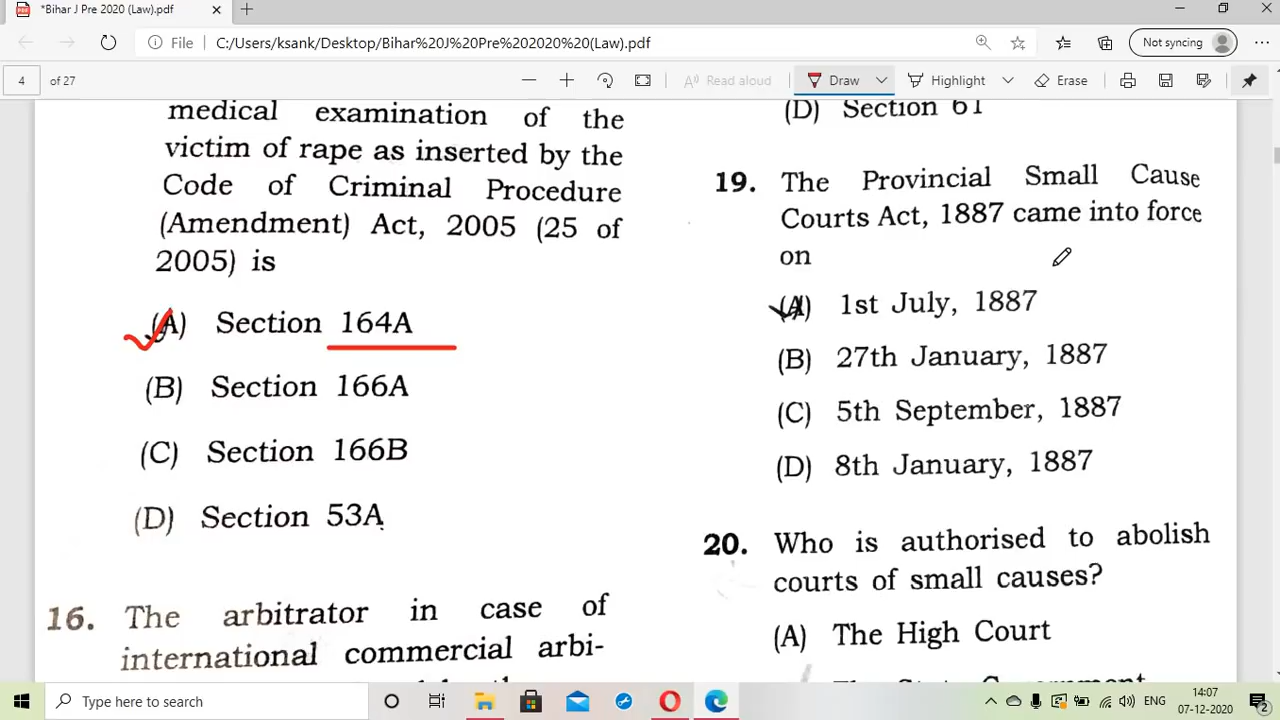 *Bihar J Pre 2020 (Law).pdf
File
C:/Users/ksank/Desktop/Bihar%20J%20Pre%202020%20(Law).pdf
Not syncing
4
of 27
Read aloud
Draw
Highlight
Erase
medical examination of the
victim of rape as inserted by the
Code of Criminal Procedure
(Amendment) Act, 2005 (25 of
2005) is
(A) Section 164A
(B) Section 166A
(C) Section 166B
(D) Section 53A
16. The arbitrator in case of
international commercial arbi-
(D) Section 61
19. The Provincial Small Cause
Courts Act, 1887 came into force
on
(A) 1st July, 1887
(B) 27th January, 1887
(C) 5th September, 1887
(D) 8th January, 1887
20. Who is authorised to abolish
courts of small causes?
(A) The High Court
The State Government
Type here to search
ENG
14:07
07-12-2020
2